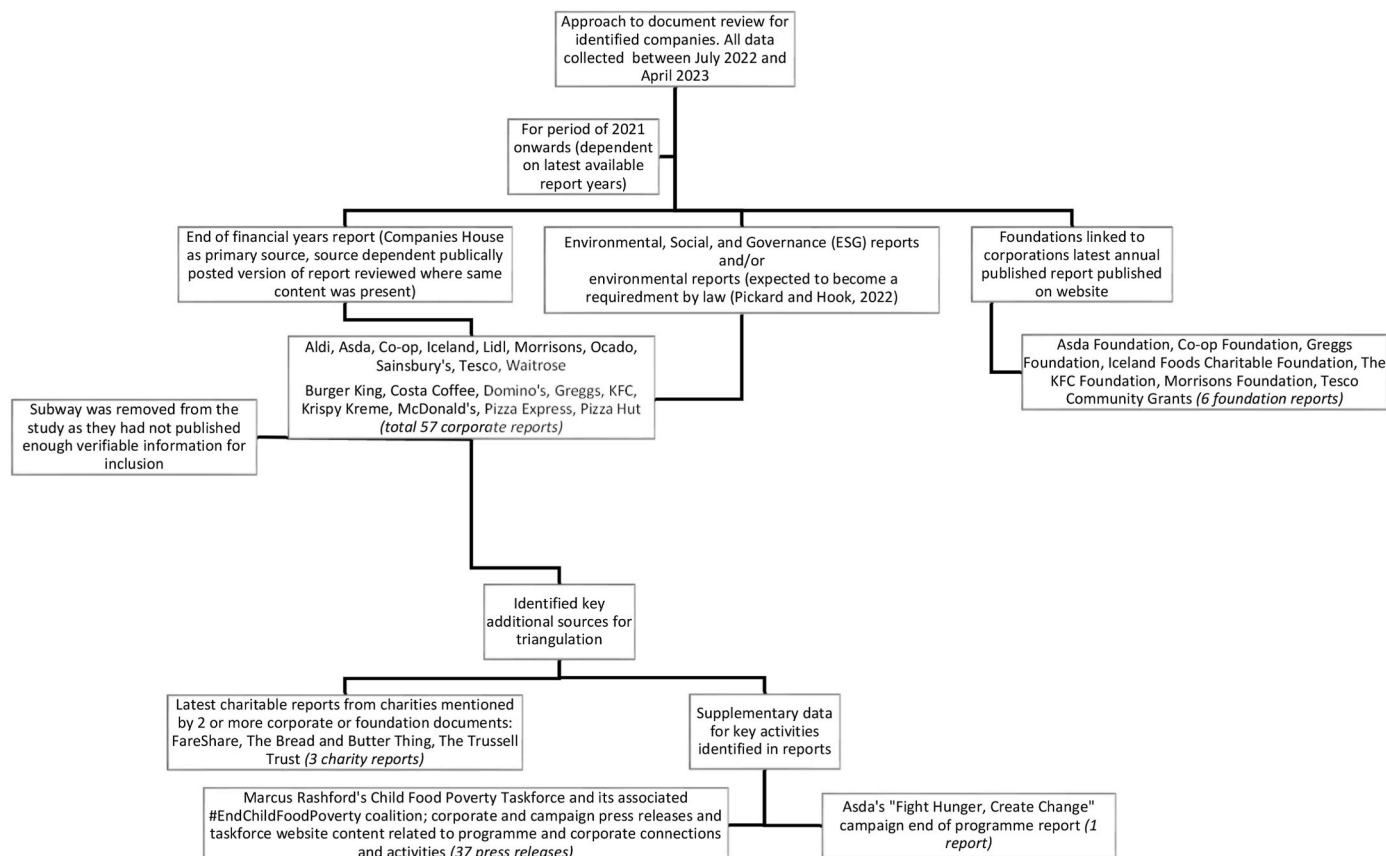 Approach to document review for
identified companies. All data
collected between July 2022 and
April 2023
For period of 2021
onwards (dependent
on latest available
report years)
End of financial years report (Companies House
as primary source, source dependent publically
posted version of report reviewed where same
content was present)
Environmental, Social, and Governance (ESG) reports
and/or
environmental reports (expected to become a
requiredment by law (Pickard and Hook, 2022)
Foundations linked to
corporations latest annual
published report published
on website
Aldi, Asda, Co-op, Iceland, Lidl, Morrisons, Ocado,
Sainsbury's, Tesco, Waitrose
Burger King, Costa Coffee, Domino's, Greggs, KFC,
Krispy Kreme, McDonald's, Pizza Express, Pizza Hut
(total 57 corporate reports)
Asda Foundation, Co-op Foundation, Greggs
Foundation, Iceland Foods Charitable Foundation, The
KFC Foundation, Morrisons Foundation, Tesco
Community Grants (6 foundation reports)
Subway was removed from the
study as they had not published
enough verifiable information for
inclusion
Identified key
additional sources for
triangulation
Latest charitable reports from charities mentioned
by 2 or more corporate or foundation documents:
FareShare, The Bread and Butter Thing, The Trussell
Trust (3 charity reports)
Supplementary data
for key activities
identified in reports
Marcus Rashford's Child Food Poverty Taskforce and its associated
#EndChildFoodPoverty coalition; corporate and campaign press releases and
taskforce website content related to programme and corporate connections
and activities (37 press releases)
Asda's "Fight Hunger, Create Change"
campaign end of programme report (1
report)